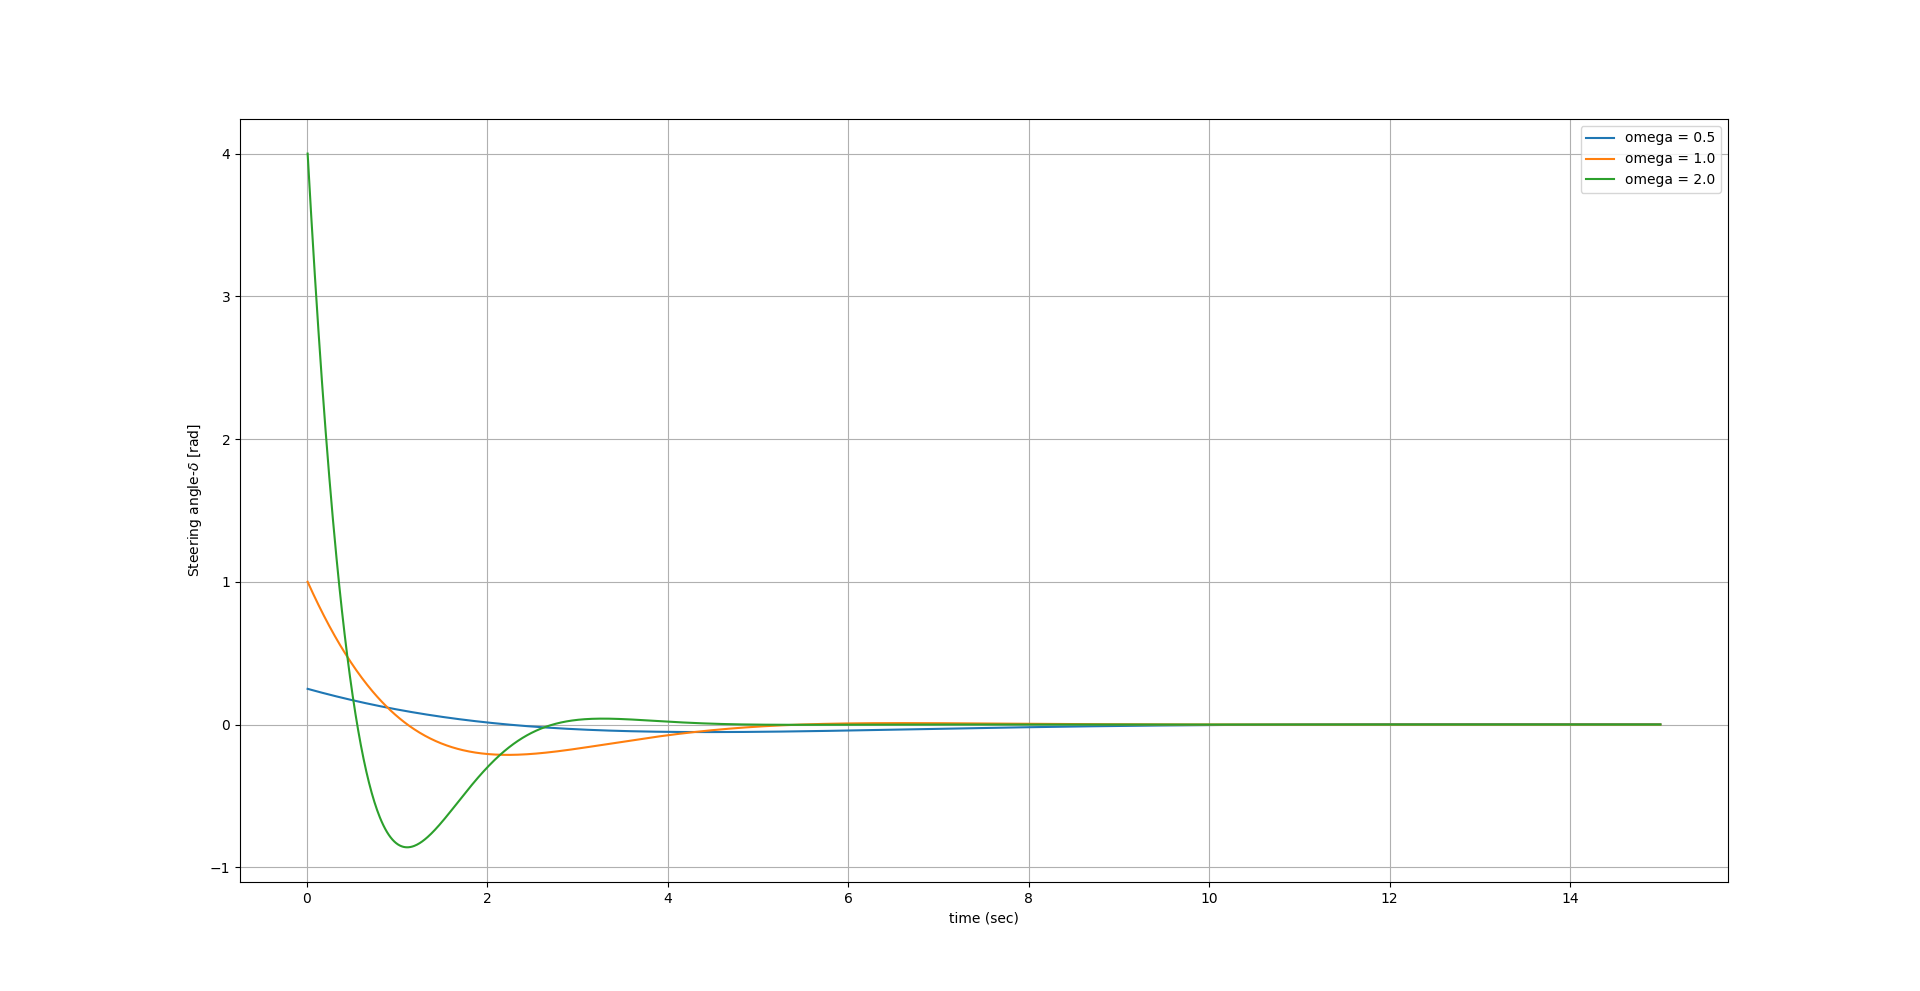 omega = 0.5
omega = 1.0
omega = 2.0
4
3
2
1
0
−1
Steering angle-δ [rad]
0 2 4 6 8 10 12 14
time (sec)